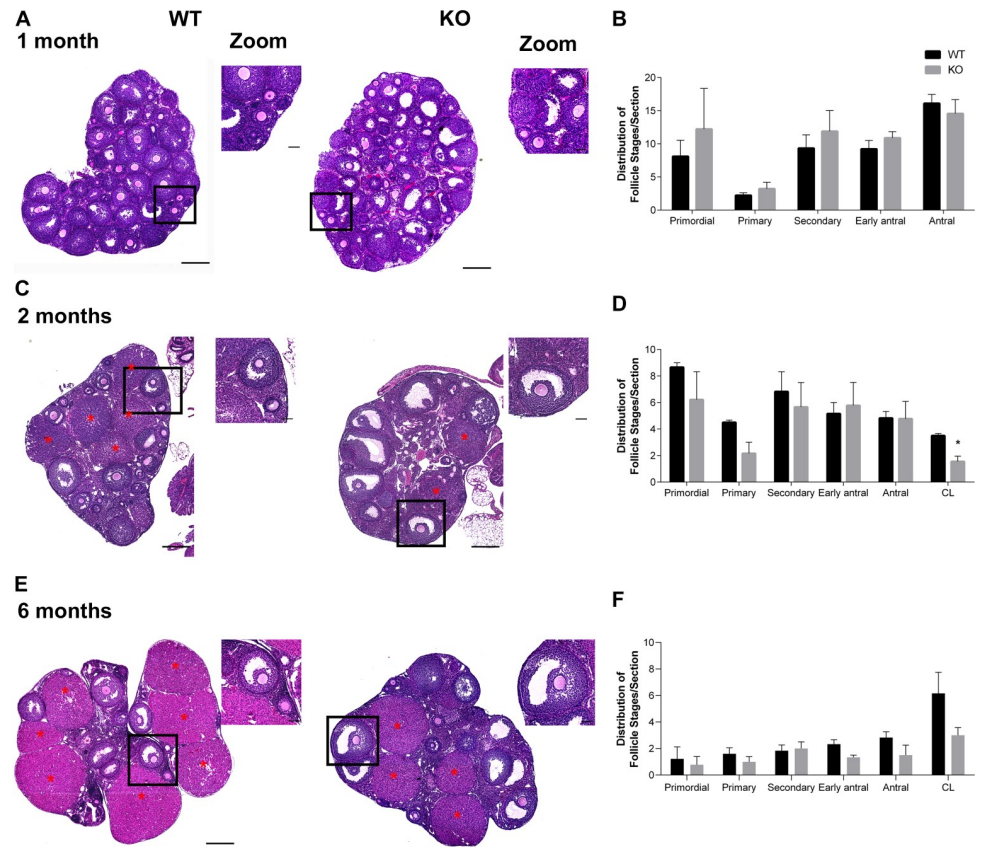 A
WT
KO
1 month
Zoom
Zoom
B
WT
KO
Distribution of
Follicle Stages/Section
20
15
10
5
0
Primordial
Primary
Secondary
Early antral
Antral
C
2 months
D
Distribution of
Follicle Stages/Section
10
8
6
4
2
0
*
Primordial
Primary
Secondary
Early antral
Antral
CL
E
6 months
F
Distribution of
Follicle Stages/Section
10
8
6
4
2
0
Primordial
Primary
Secondary
Early antral
Antral
CL